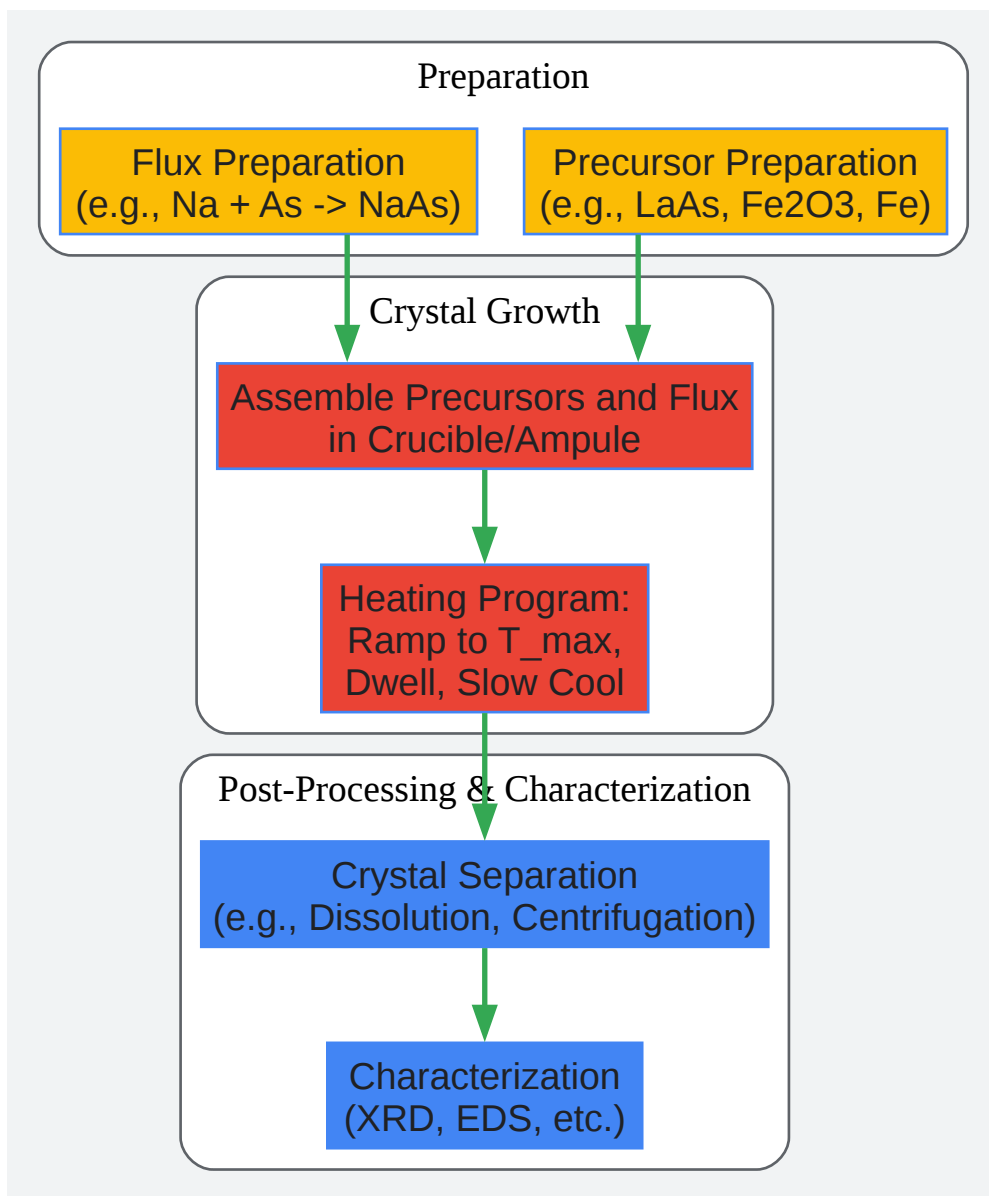 Preparation
Flux Preparation
(e.g., Na + As -> NaAs)
Precursor Preparation
(e.g., LaAs, Fe2O3, Fe)
Crystal Growth
Assemble Precursors and Flux
in Crucible/Ampule
Heating Program:
Ramp to T_max,
Dwell, Slow Cool
Post-Processing & Characterization
Crystal Separation
(e.g., Dissolution, Centrifugation)
Characterization
(XRD, EDS, etc.)